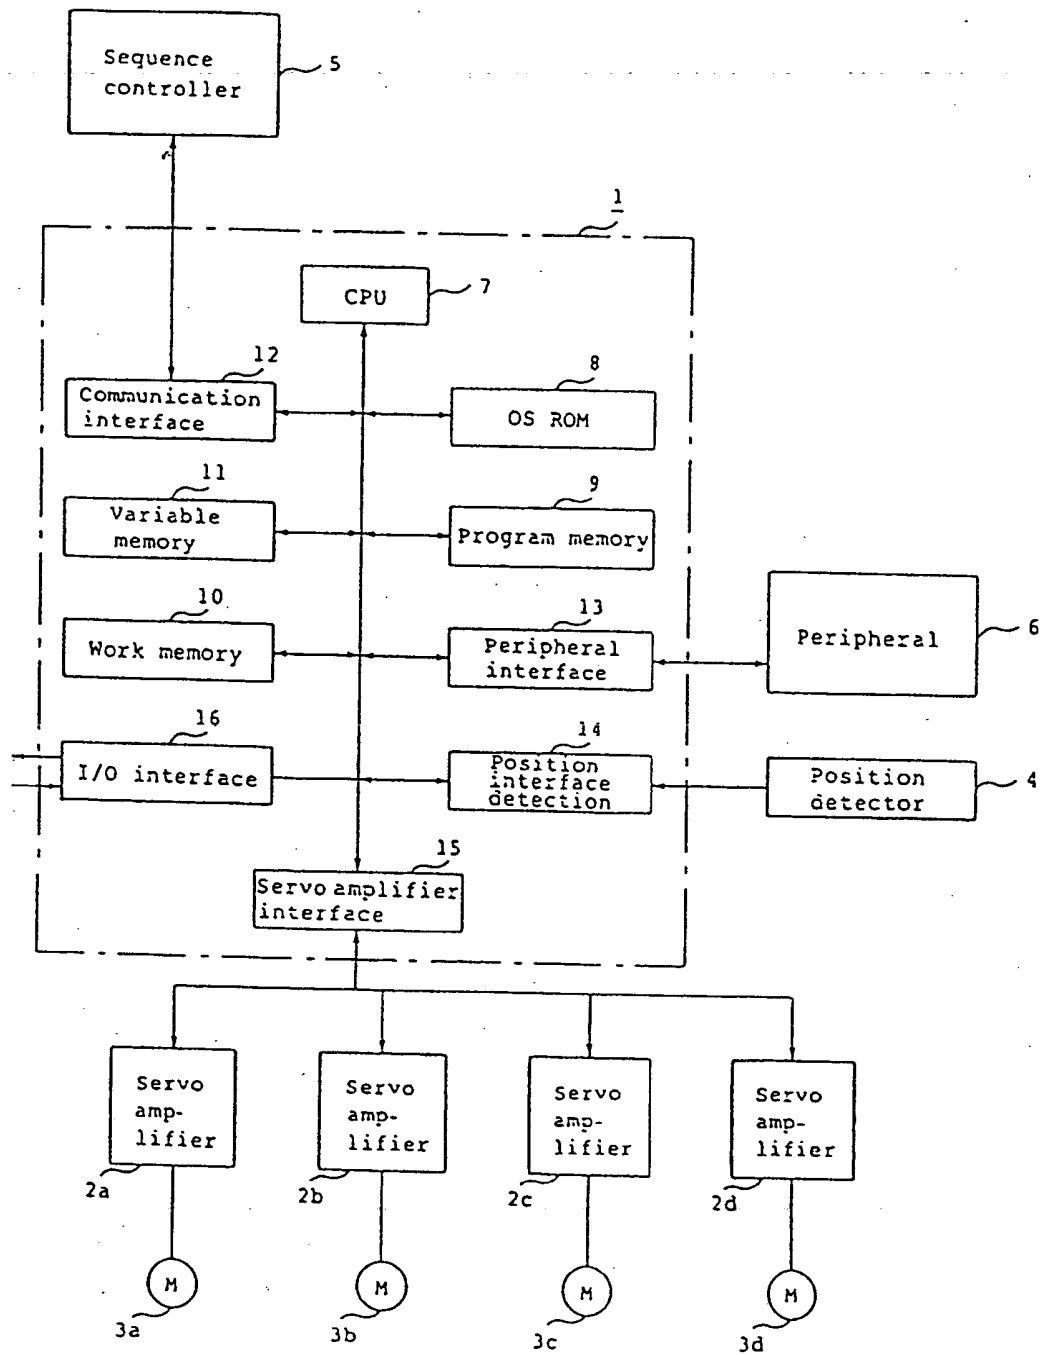 Sequence
controller
5
1
CPU
7
12
Communication
interface
8
OS ROM
11
Variable
memory
9
Program memory
10
Work memory
13
Peripheral
interface
Peripheral
6
16
I/O interface
14
Position
interface
detection
Position
detector
4
15
Servo amplifier
interface
Servo
amp-
lifier
2a
Servo
amp-
lifier
2b
Servo
amp-
lifier
2c
Servo
amp-
lifier
2d
M
3a
M
3b
M
3c
M
3d